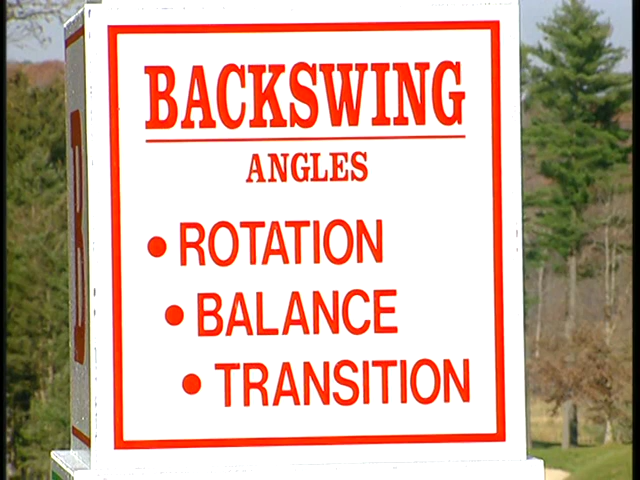 BACKSWING
ANGLES
• ROTATION
• BALANCE
• TRANSITION